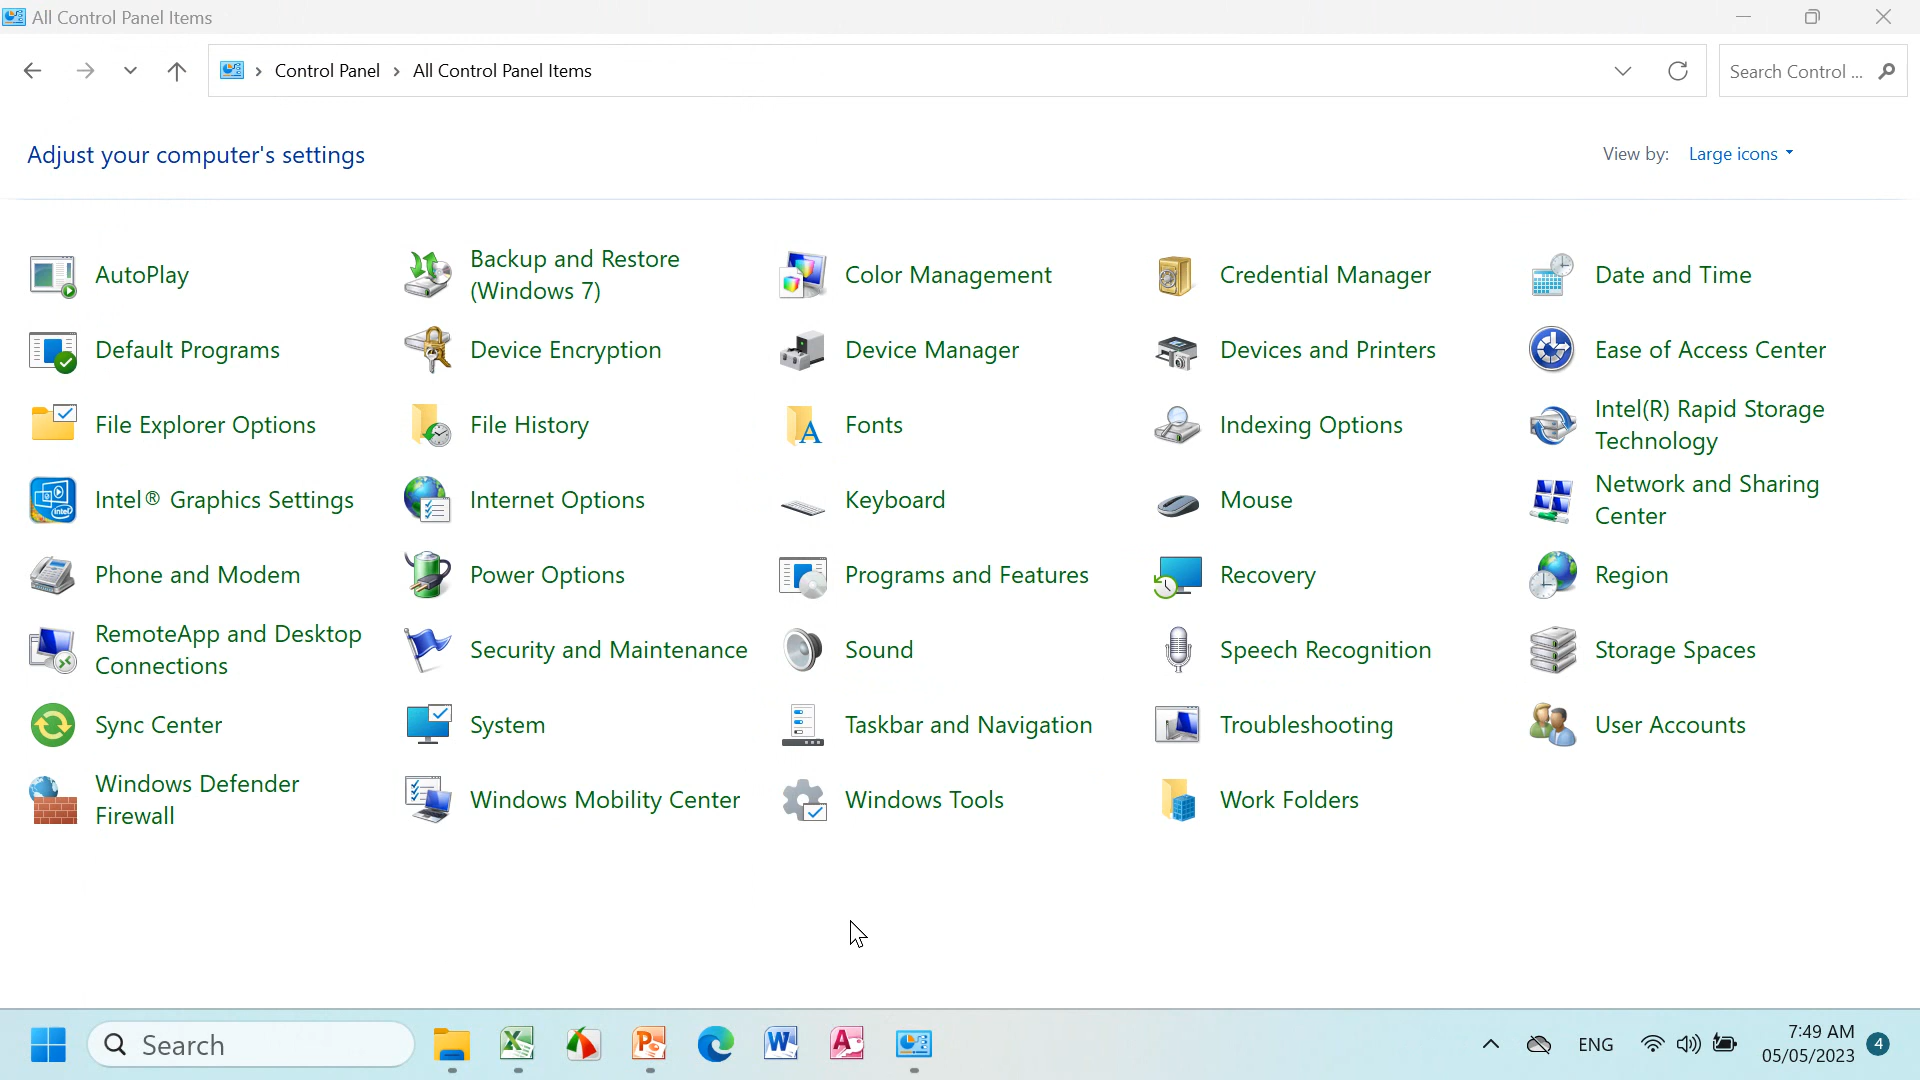 All Control Panel Items
Control Panel > All Control Panel Items
Search Control ...
Adjust your computer's settings
View by: Large icons
AutoPlay
Backup and Restore
(Windows 7)
Color Management
Credential Manager
Date and Time
Default Programs
Device Encryption
Device Manager
Devices and Printers
Ease of Access Center
File Explorer Options
File History
Fonts
Indexing Options
Intel(R) Rapid Storage
Technology
Intel® Graphics Settings
Internet Options
Keyboard
Mouse
Network and Sharing
Center
Phone and Modem
Power Options
Programs and Features
Recovery
Region
RemoteApp and Desktop
Connections
Security and Maintenance
Sound
Speech Recognition
Storage Spaces
Sync Center
System
Taskbar and Navigation
Troubleshooting
User Accounts
Windows Defender
Firewall
Windows Mobility Center
Windows Tools
Work Folders
Search
ENG
7:49 AM
05/05/2023
4